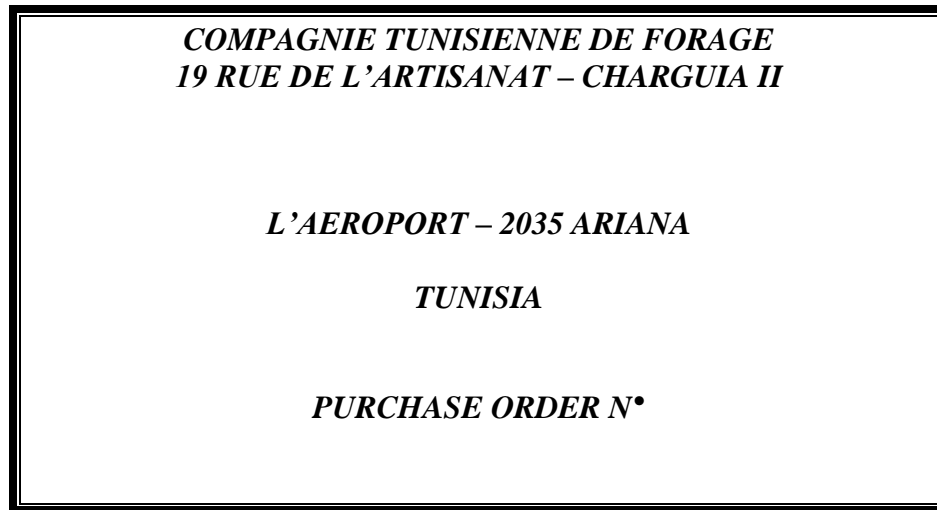 COMPAGNIE TUNISIENNE DE FORAGE
19 RUE DE L’ARTISANAT – CHARGUIA II
L’AEROPORT – 2035 ARIANA
TUNISIA
PURCHASE ORDER N•